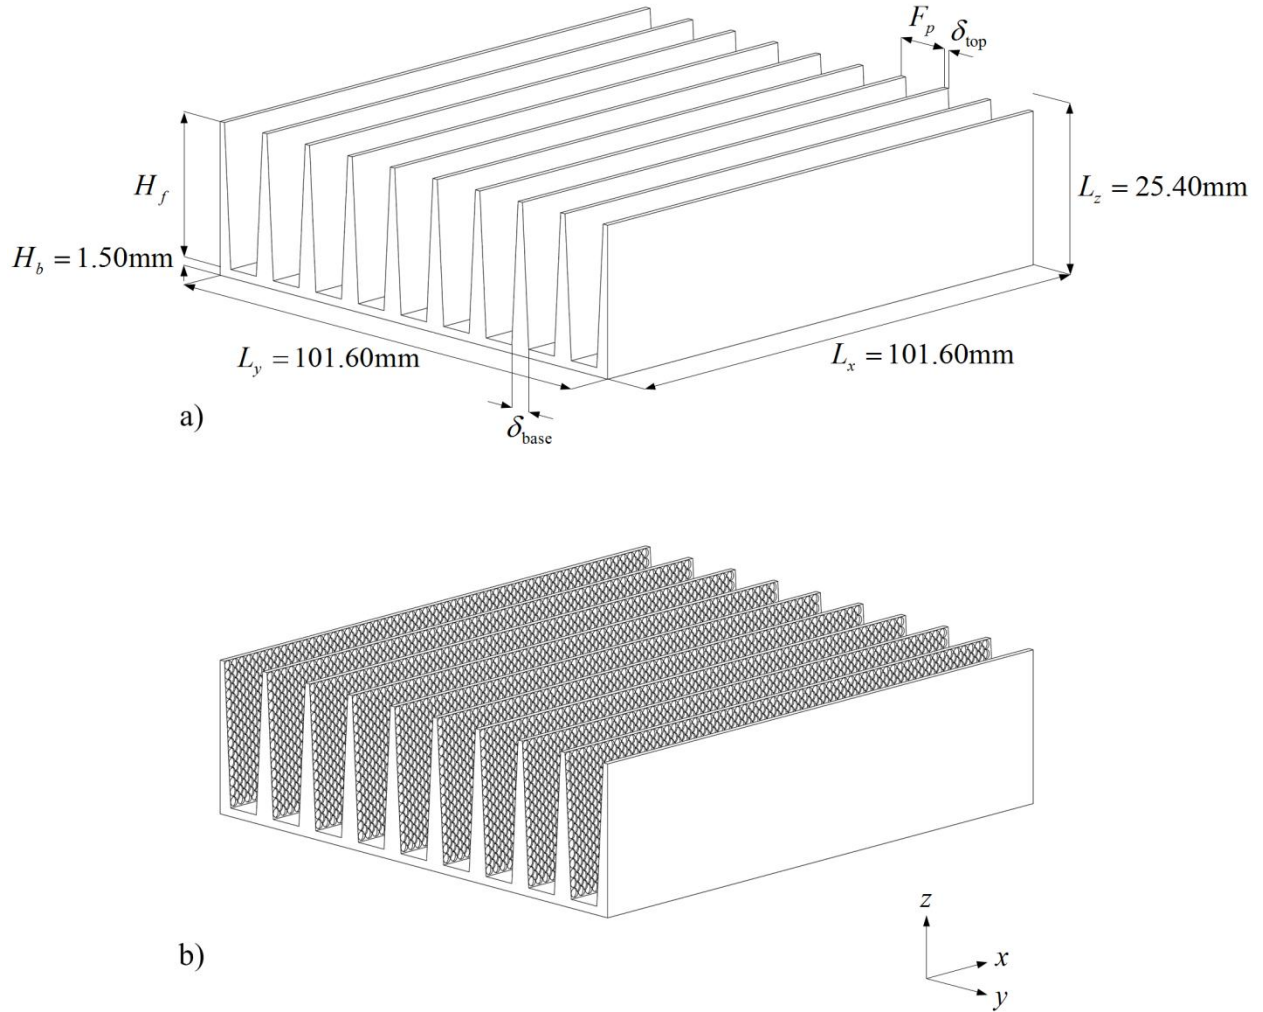 F_p δ_top
H_f
L_z = 25.40mm
H_b = 1.50mm
L_y = 101.60mm
L_x = 101.60mm
a)
δ_base
z
b)
x
y